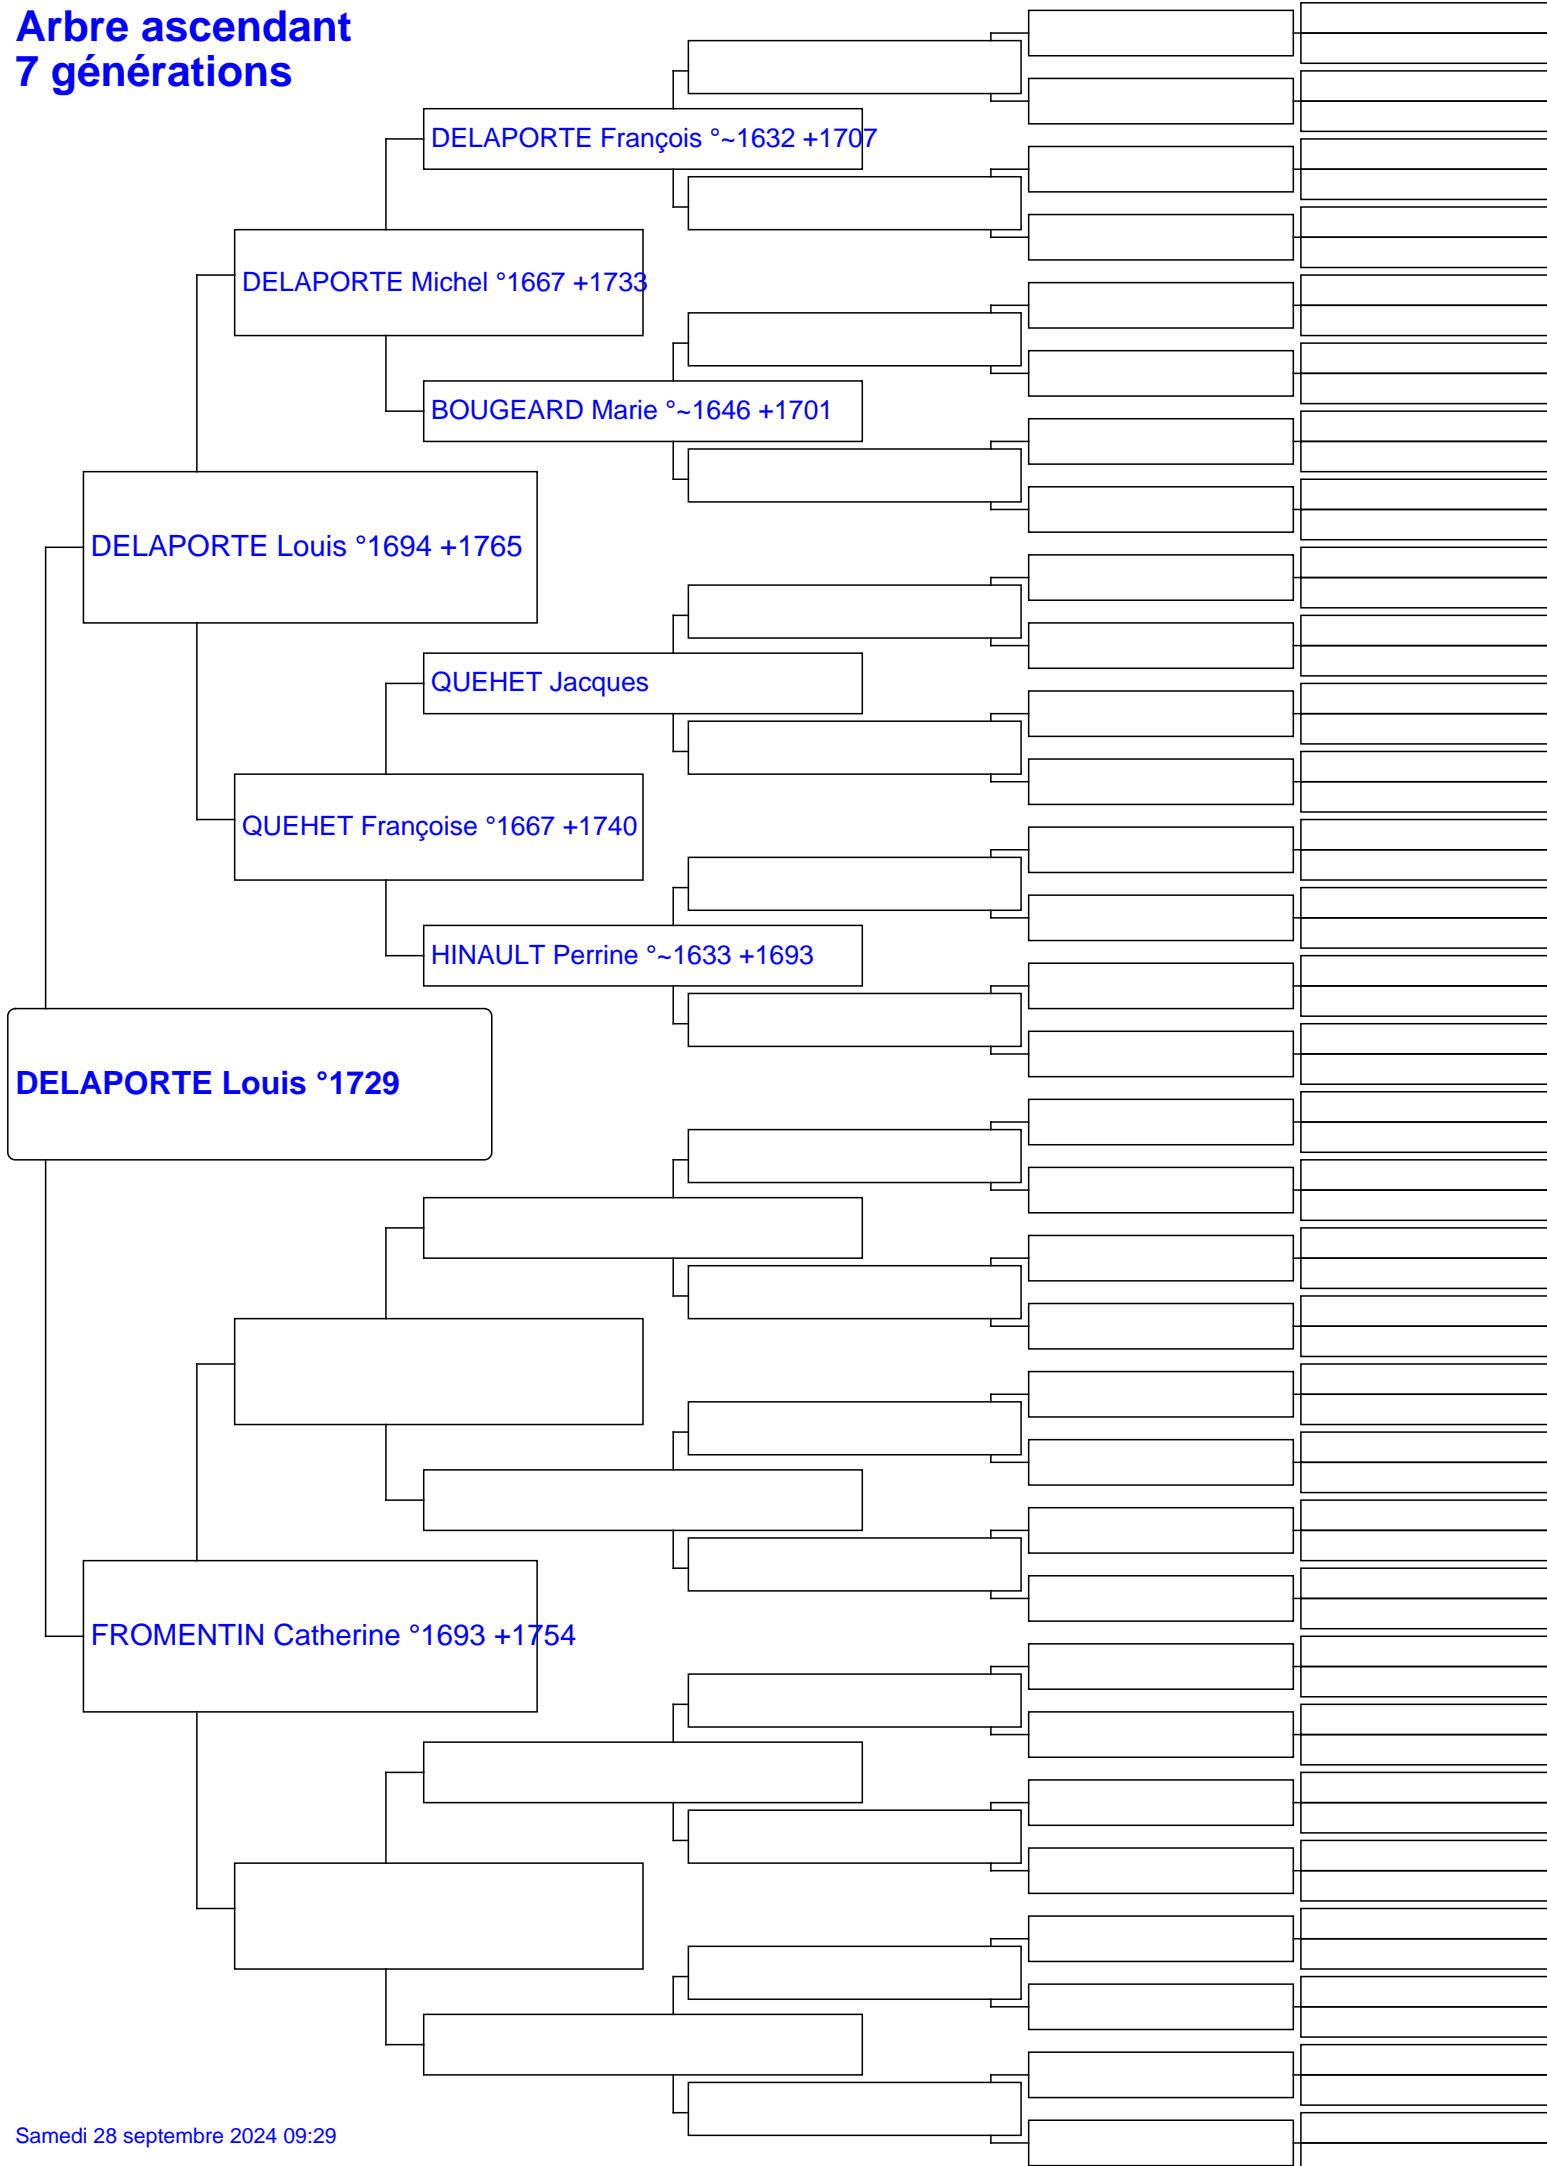 Arbre ascendant
7 générations
DELAPORTE François °~1632 +1707
DELAPORTE Michel °1667 +1733
BOUGEARD Marie °~1646 +1701
DELAPORTE Louis °1694 +1765
QUEHET Jacques
QUEHET Françoise °1667 +1740
HINAULT Perrine °~1633 +1693
DELAPORTE Louis °1729
FROMENTIN Catherine °1693 +1754
Samedi 28 septembre 2024 09:29